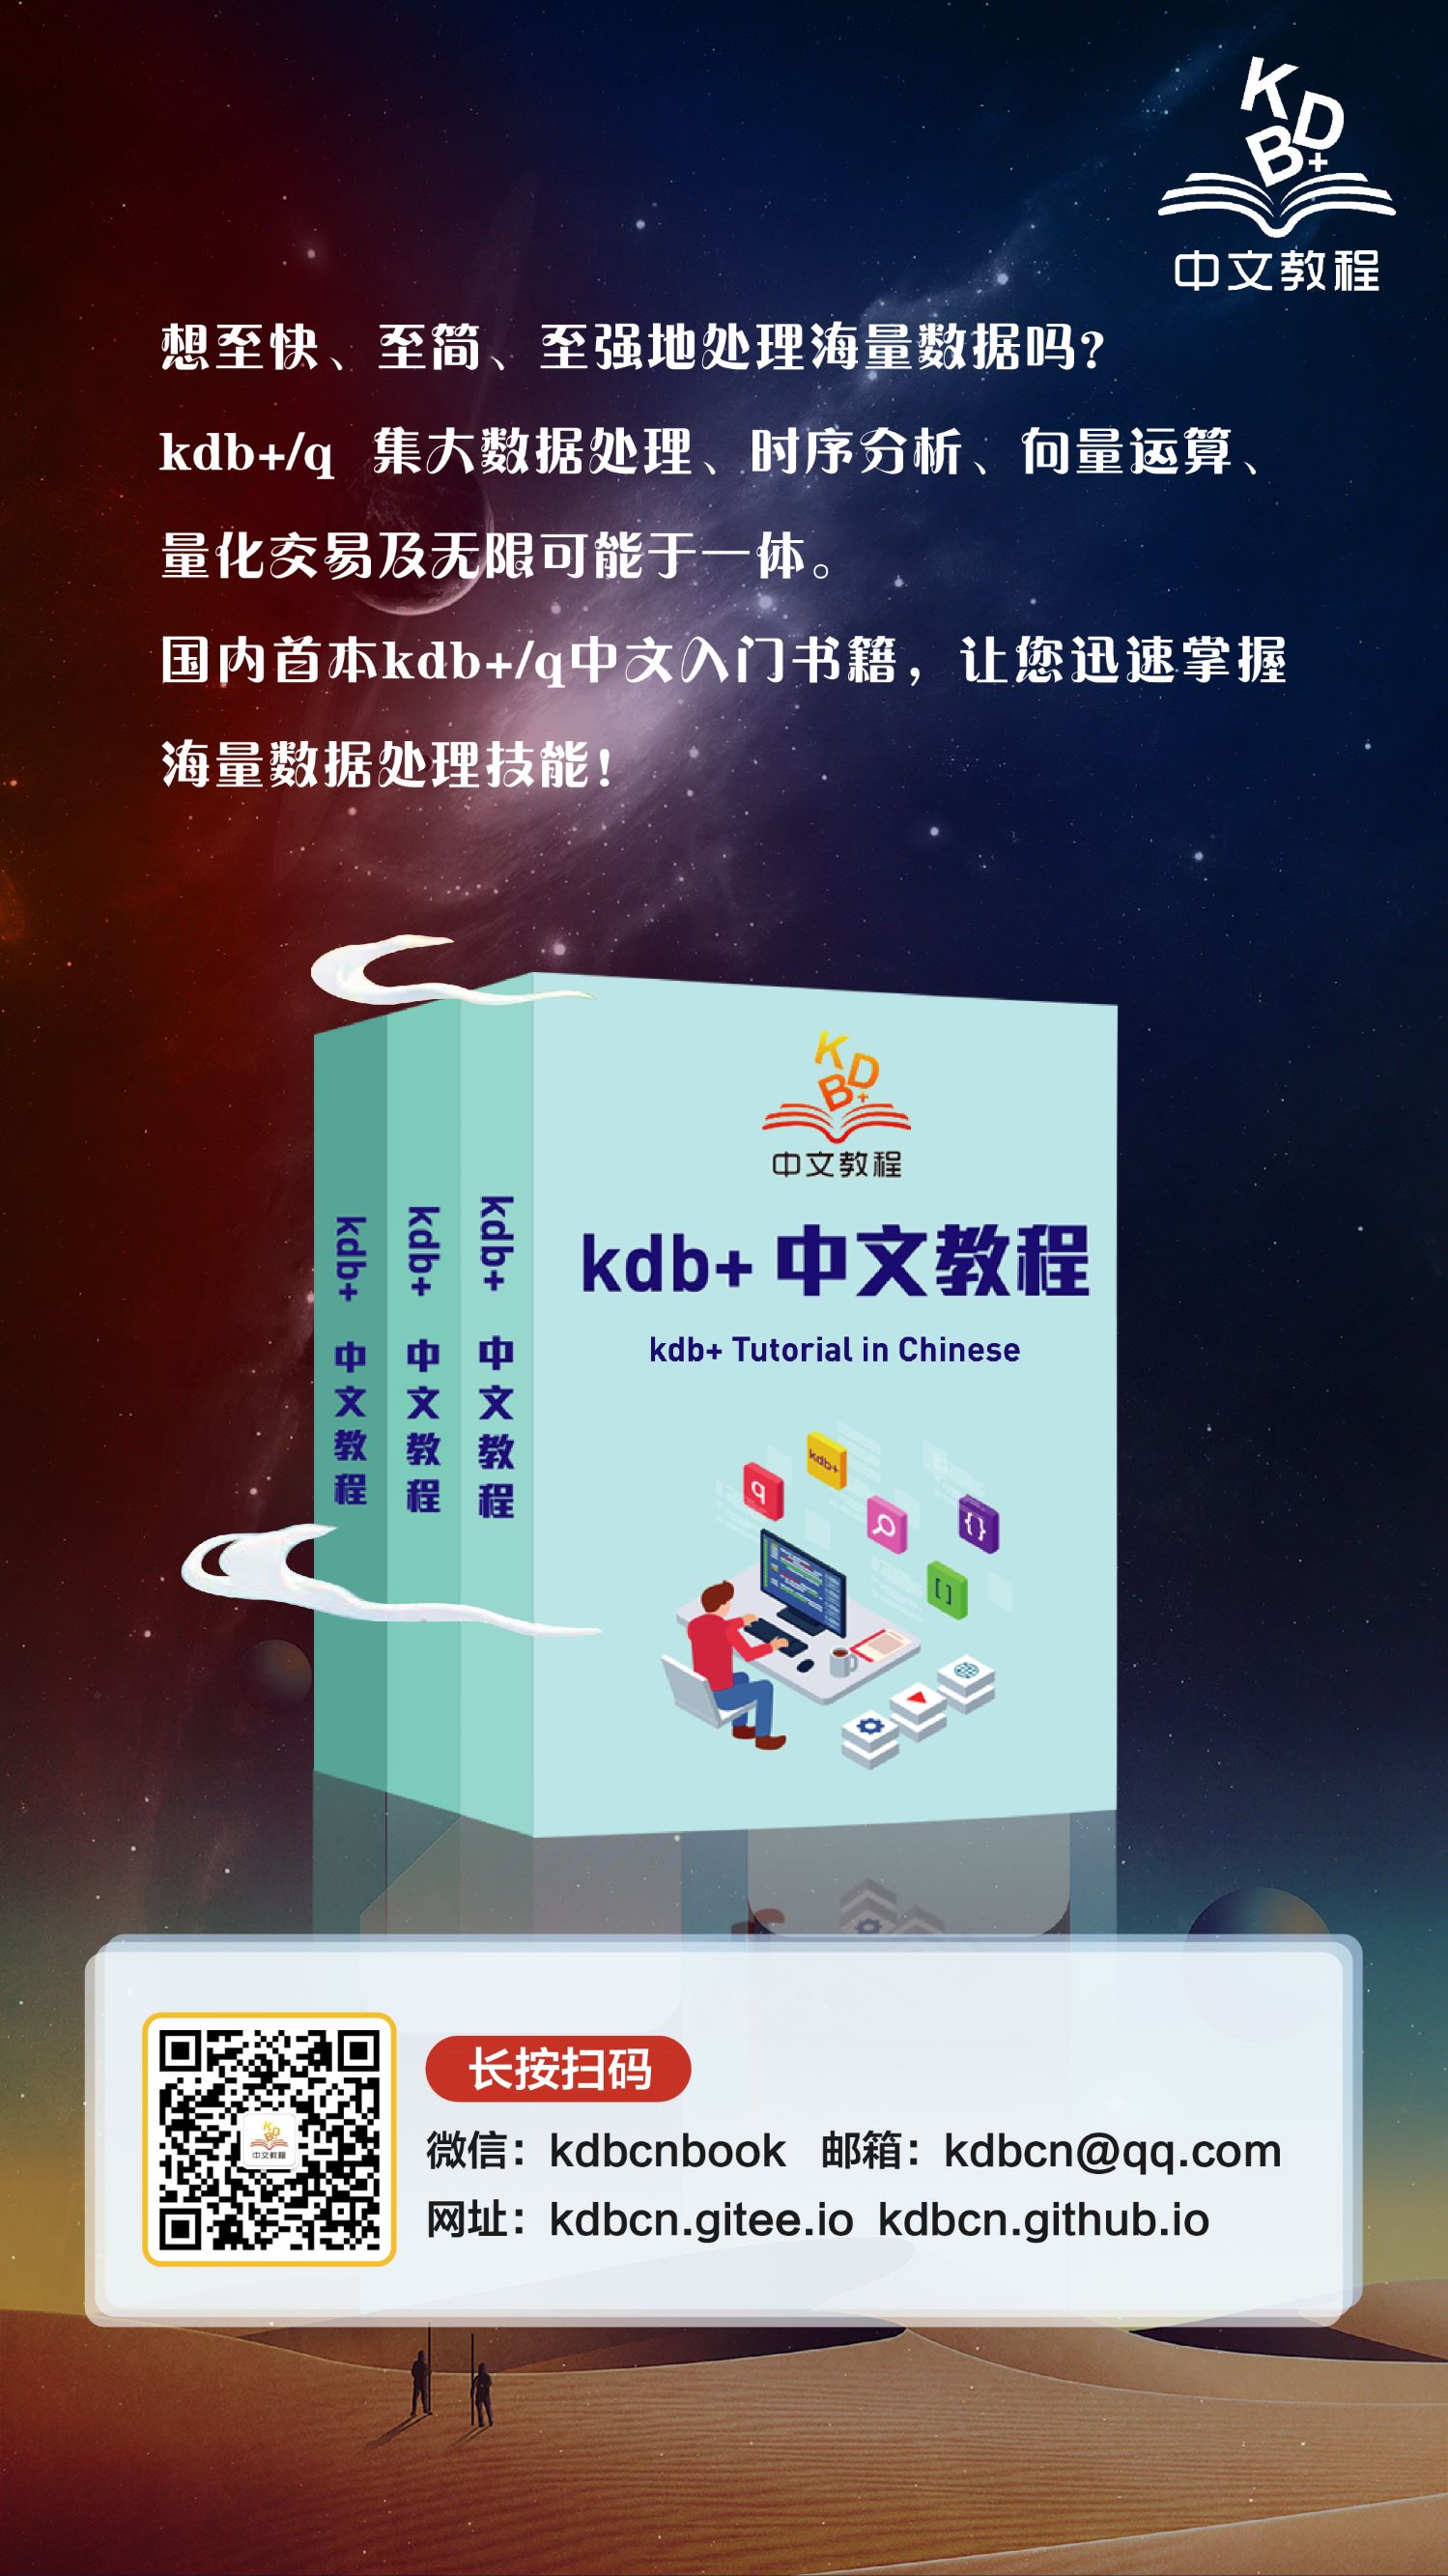 KDB+
中文教程
想至快、至简、至强地处理海量数据吗?
kdb+/q 集大数据处理、时序分析、向量运算、
量化交易及无限可能于一体。
国内首本kdb+/q中文入门书籍，让您迅速掌握
海量数据处理技能!
KDB+
中文教程
kdb+ 中文教程
kdb+ Tutorial in Chinese
kdb+ 中文教程
kdb+ 中文教程
kdb+ 中文教程
kdb+
q
{}
[]
KDB+
中文教程
长按扫码
微信：kdbcnbook 邮箱：kdbcn@qq.com
网址：kdbcn.gitee.io kdbcn.github.io